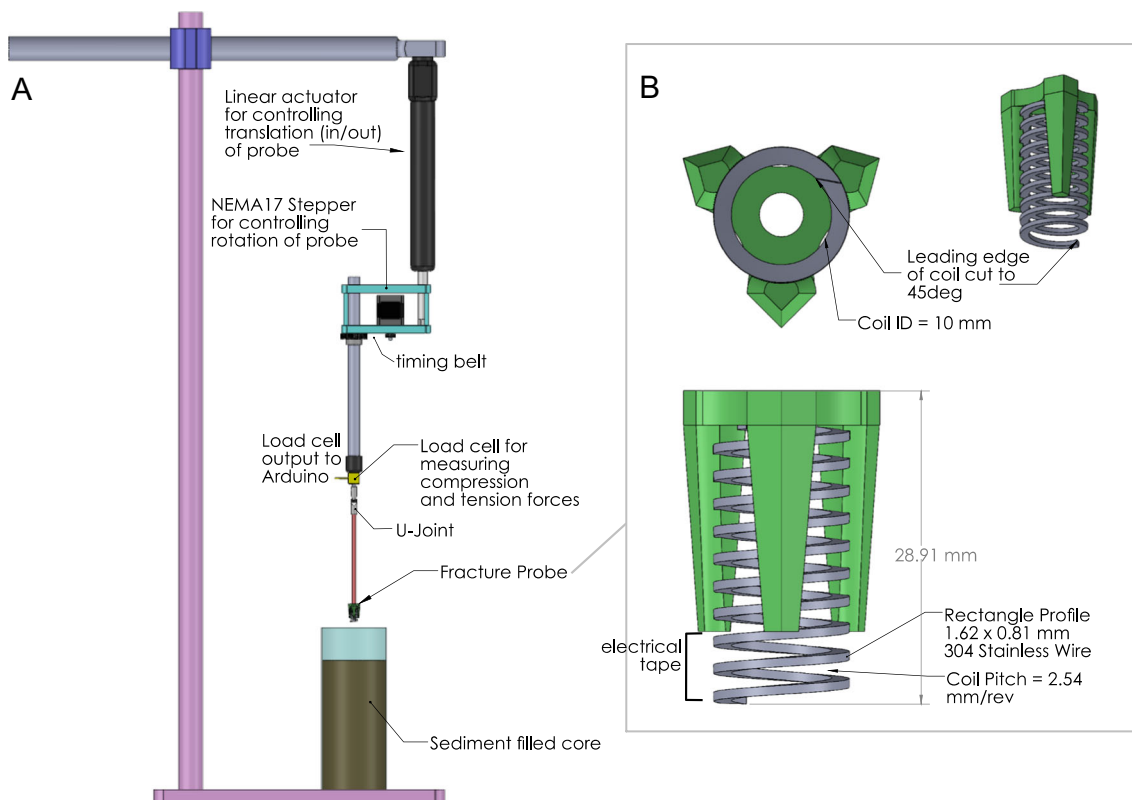 A
Linear actuator
for controlling
translation (in/out)
of probe
NEMA17 Stepper
for controlling
rotation of probe
timing belt
Load cell
output to
Arduino
Load cell for
measuring
compression
and tension forces
U-Joint
Fracture Probe
Sediment filled core
B
Leading edge
of coil cut to
45deg
Coil ID = 10 mm
28.91 mm
electrical
tape
Rectangle Profile
1.62 x 0.81 mm
304 Stainless Wire
Coil Pitch = 2.54
mm/rev